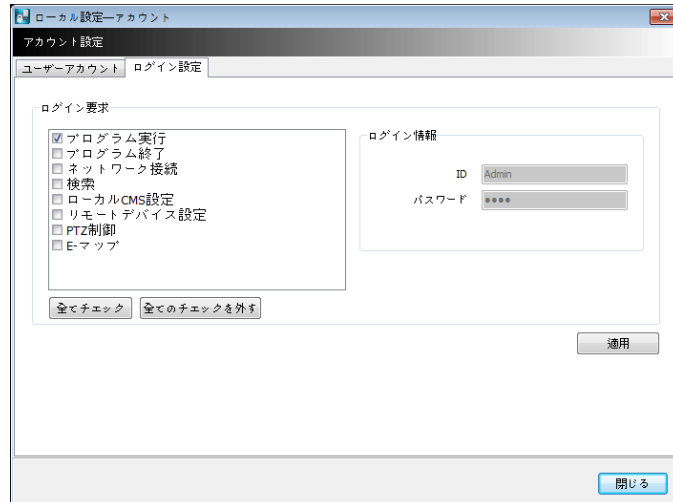 ローカル設定―アカウント
アカウント設定
ユーザーアカウント ログイン設定
ログイン要求
プログラム実行
プログラム終了
ネットワーク接続
検索
ローカルCMS設定
リモートデバイス設定
PTZ制御
E-マップ
全てチェック 全てのチェックを外す
ログイン情報
ID Admin
パスワード ●●●●
適用
閉じる